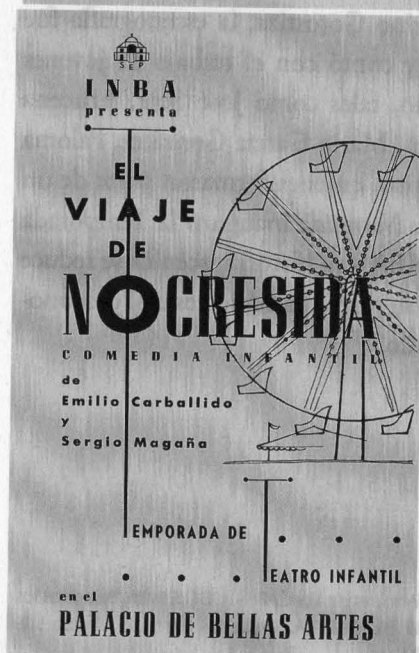 SEP
INBA
presenta
EL
VIAJE
DE
NOCRESIDA
COMEDIA INFANTIL
de
Emilio Carballido
y
Sergio Magaña
TEMPORADA DE
TEATRO INFANTIL
en el
PALACIO DE BELLAS ARTES